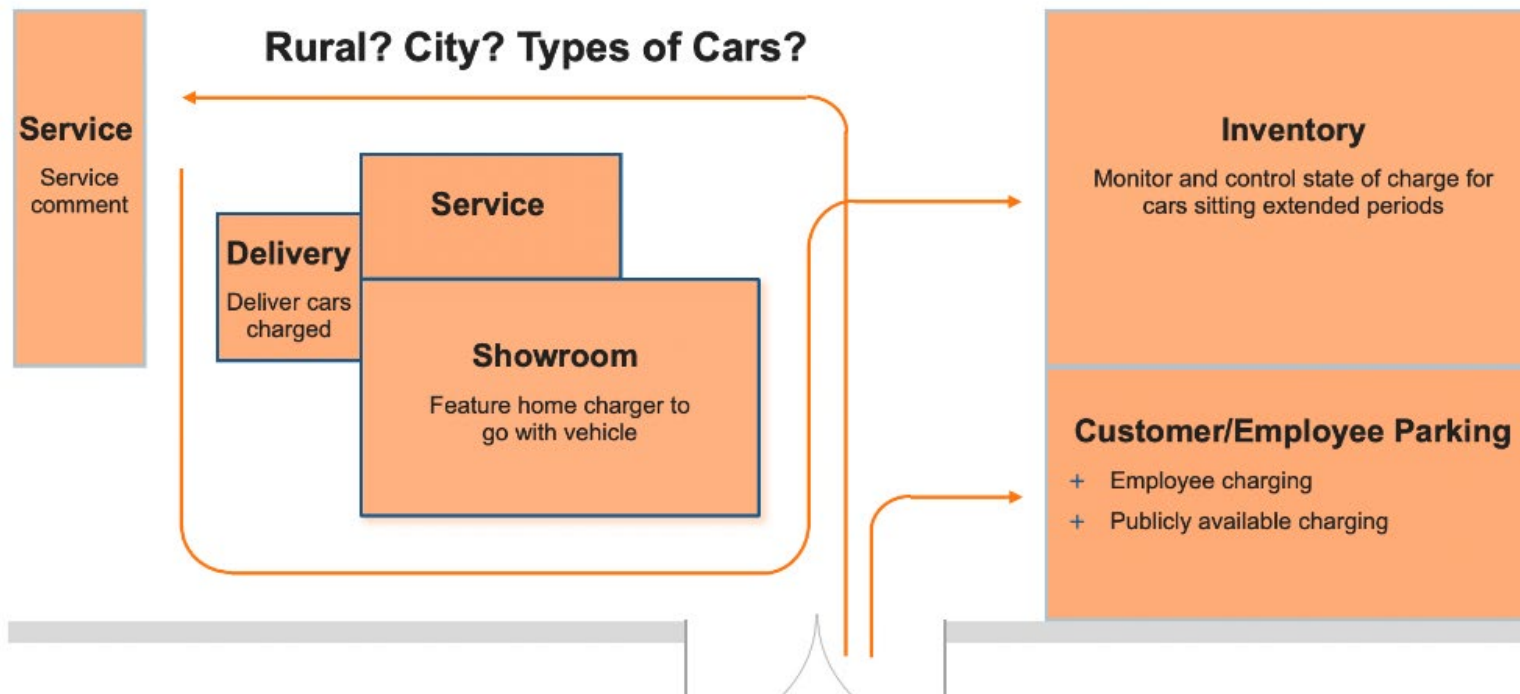 Rural? City? Types of Cars?
Service
Service
comment
Service
Delivery
Deliver cars
charged
Showroom
Feature home charger to
go with vehicle
Inventory
Monitor and control state of charge for
cars sitting extended periods
Customer/Employee Parking
+ Employee charging
+ Publicly available charging